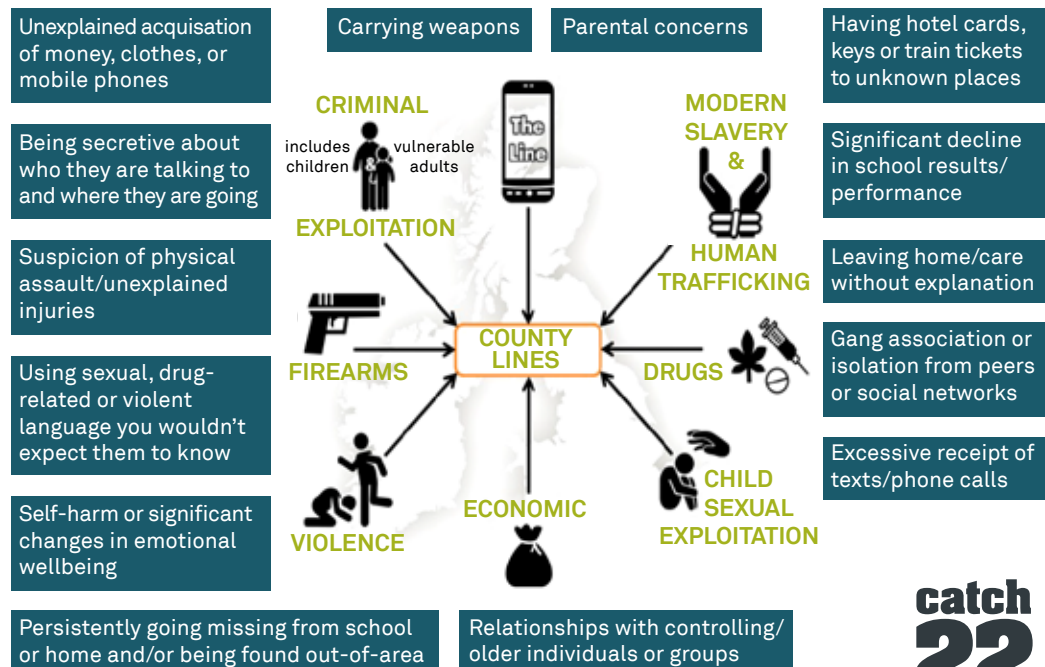 Unexplained acquisation
of money, clothes, or
mobile phones
Being secretive about
who they are talking to
and where they are going
Suspicion of physical
assault/unexplained
injuries
Using sexual, drug-
related or violent
language you wouldn't
expect them to know
Self-harm or significant
changes in emotional
wellbeing
Persistently going missing from school
or home and/or being found out-of-area
Carrying weapons
Parental concerns
CRIMINAL
includes
children
&
vulnerable
adults
EXPLOITATION
The
Line
MODERN
SLAVERY
&
HUMAN
TRAFFICKING
FIREARMS
COUNTY
LINES
DRUGS
VIOLENCE
ECONOMIC
CHILD
SEXUAL
EXPLOITATION
Having hotel cards,
keys or train tickets
to unknown places
Significant decline
in school results/
performance
Leaving home/care
without explanation
Gang association or
isolation from peers
or social networks
Excessive receipt of
texts/phone calls
Relationships with controlling/
older individuals or groups
catch
22